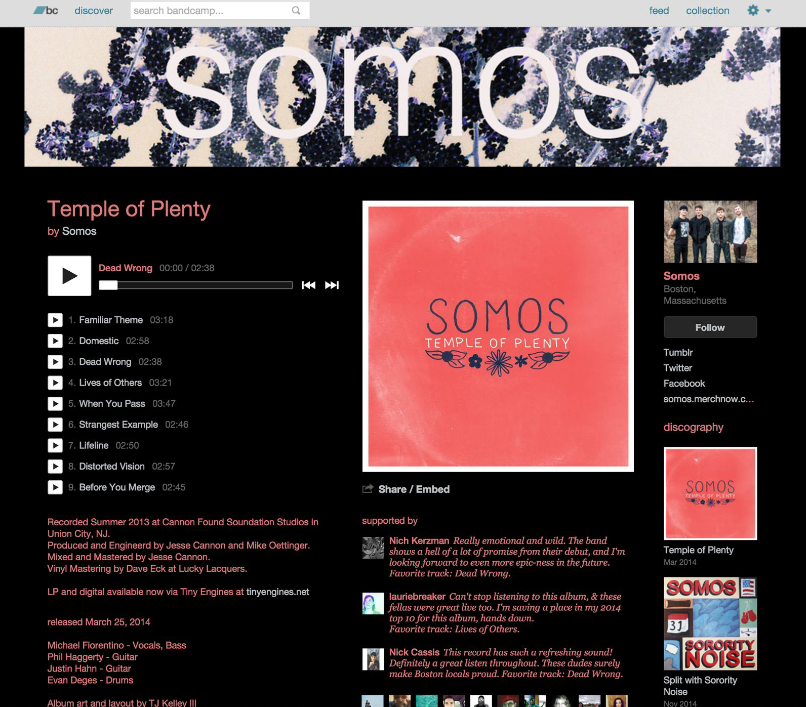 bc discover search bandcamp... feed collection
somos
Temple of Plenty
by Somos
Dead Wrong 00:00 / 02:38
1. Familiar Theme 03:18
2. Domestic 02:58
3. Dead Wrong 02:38
4. Lives of Others 03:21
5. When You Pass 03:47
6. Strangest Example 02:46
7. Lifeline 02:50
8. Distorted Vision 02:57
9. Before You Merge 02:45
Recorded Summer 2013 at Cannon Found Soundation Studios in
Union City, NJ.
Produced and Engineerd by Jesse Cannon and Mike Oettinger.
Mixed and Mastered by Jesse Cannon.
Vinyl Mastering by Dave Eck at Lucky Lacquers.
LP and digital available now via Tiny Engines at tinyengines.net
released March 25, 2014
Michael Fiorentino - Vocals, Bass
Phil Haggerty - Guitar
Justin Hahn - Guitar
Evan Deges - Drums
Album art and layout by TJ Kelley III
SOMOS
TEMPLE OF PLENTY
Share / Embed
supported by
Nich Kerzman Really emotional and wild. The band
shows a hell of a lot of promise from their debut, and I'm
looking forward to even more epic-ness in the future.
Favorite track: Dead Wrong.
lauriebreaker Can't stop listening to this album, & these
fellas were great live too. I'm saving a place in my 2014
top 10 for this album, hands down.
Favorite track: Lives of Others.
Nick Cassis This record has such a refreshing sound!
Definitely a great listen throughout. These dudes surely
make Boston locals proud. Favorite track: Dead Wrong.
Somos
Boston,
Massachusetts
Follow
Tumblr
Twitter
Facebook
somos.merchnow.c...
discography
SOMOS
TEMPLE OF PLENTY
Temple of Plenty
Mar 2014
SOMOS
31
SORORITY
NOISE
Split with Sorority
Noise
Nov 2014